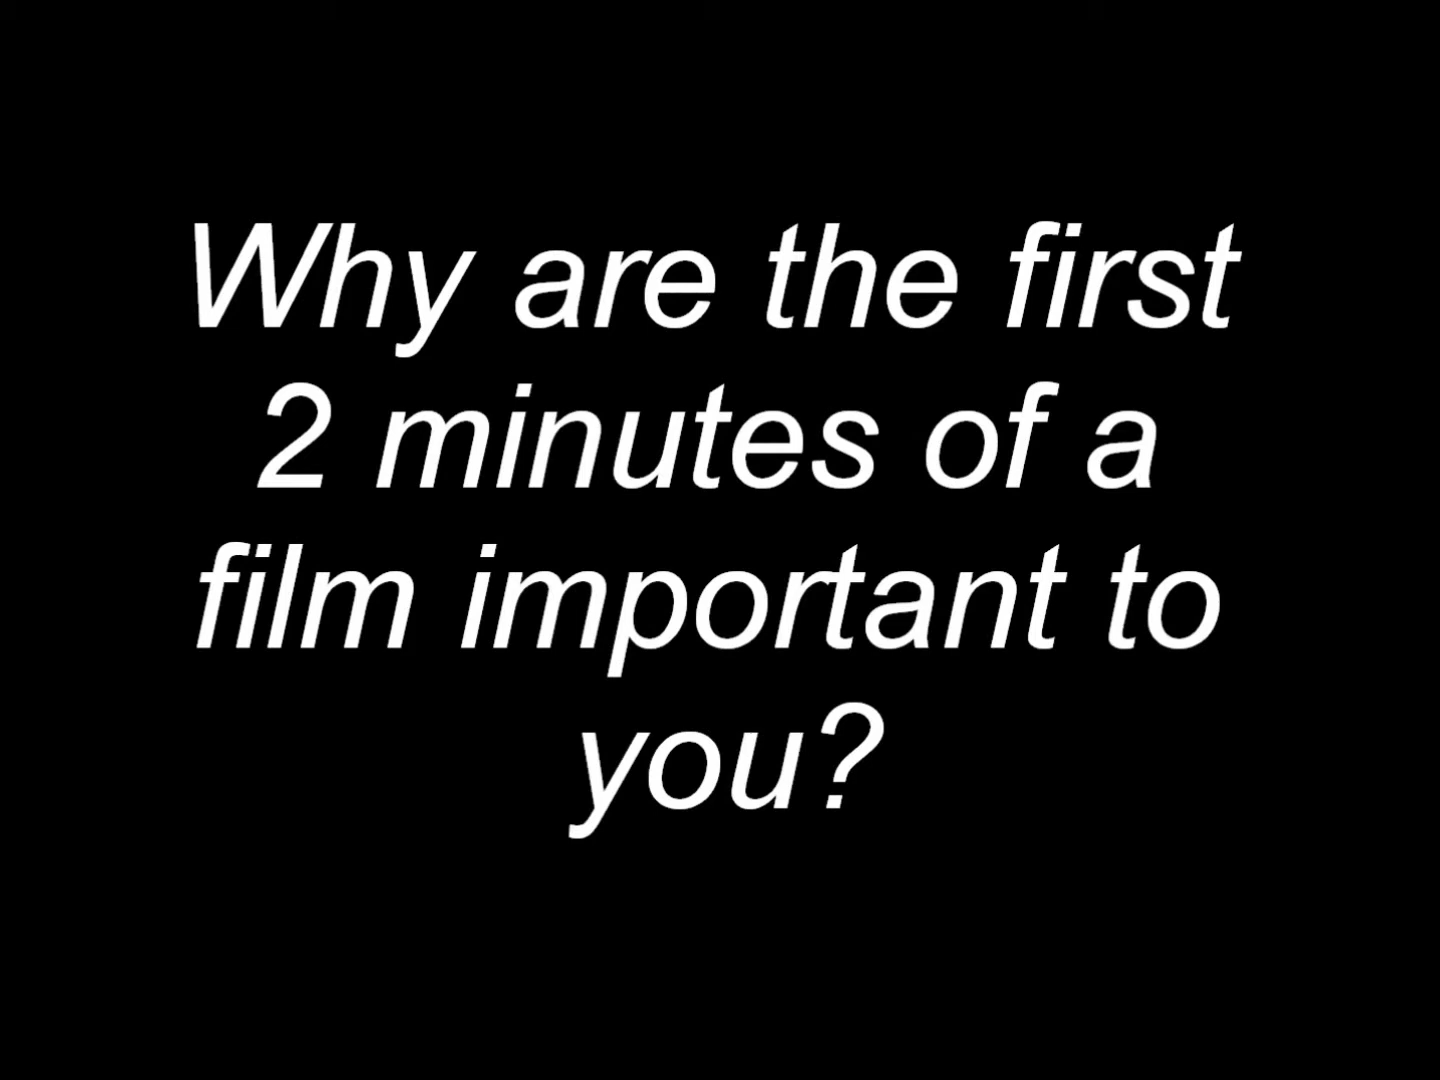 Why are the first
2 minutes of a
film important to
you?